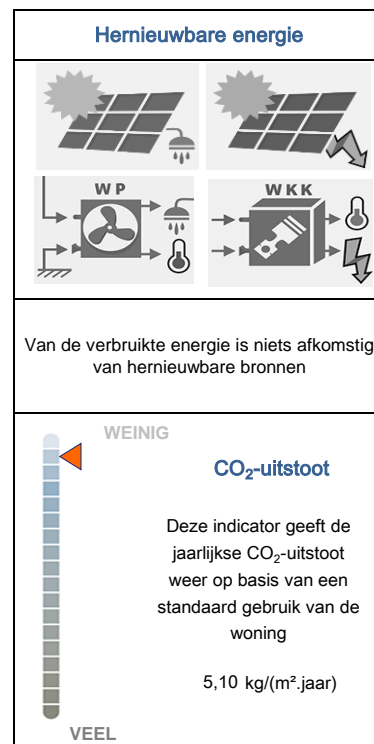 Hernieuwbare energie
WP
WKK
Van de verbruikte energie is niets afkomstig
van hernieuwbare bronnen
WEINIG
CO₂-uitstoot
Deze indicator geeft de
jaarlijkse CO₂-uitstoot
weer op basis van een
standaard gebruik van de
woning
5,10 kg/(m².jaar)
VEEL